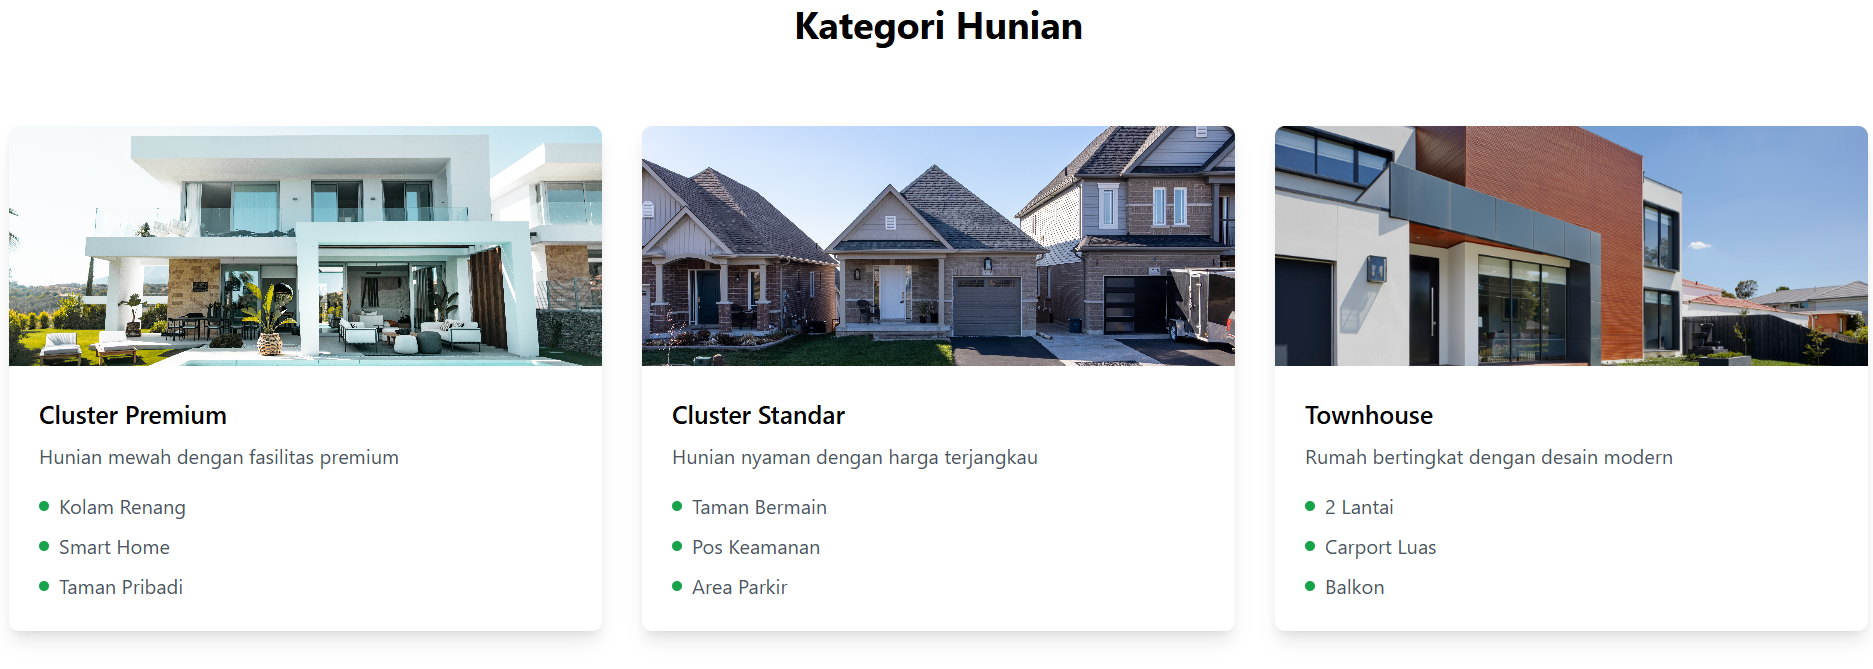 Kategori Hunian
Cluster Premium
Hunian mewah dengan fasilitas premium
Kolam Renang
Smart Home
Taman Pribadi
Cluster Standar
Hunian nyaman dengan harga terjangkau
Taman Bermain
Pos Keamanan
Area Parkir
Townhouse
Rumah bertingkat dengan desain modern
2 Lantai
Carport Luas
Balkon